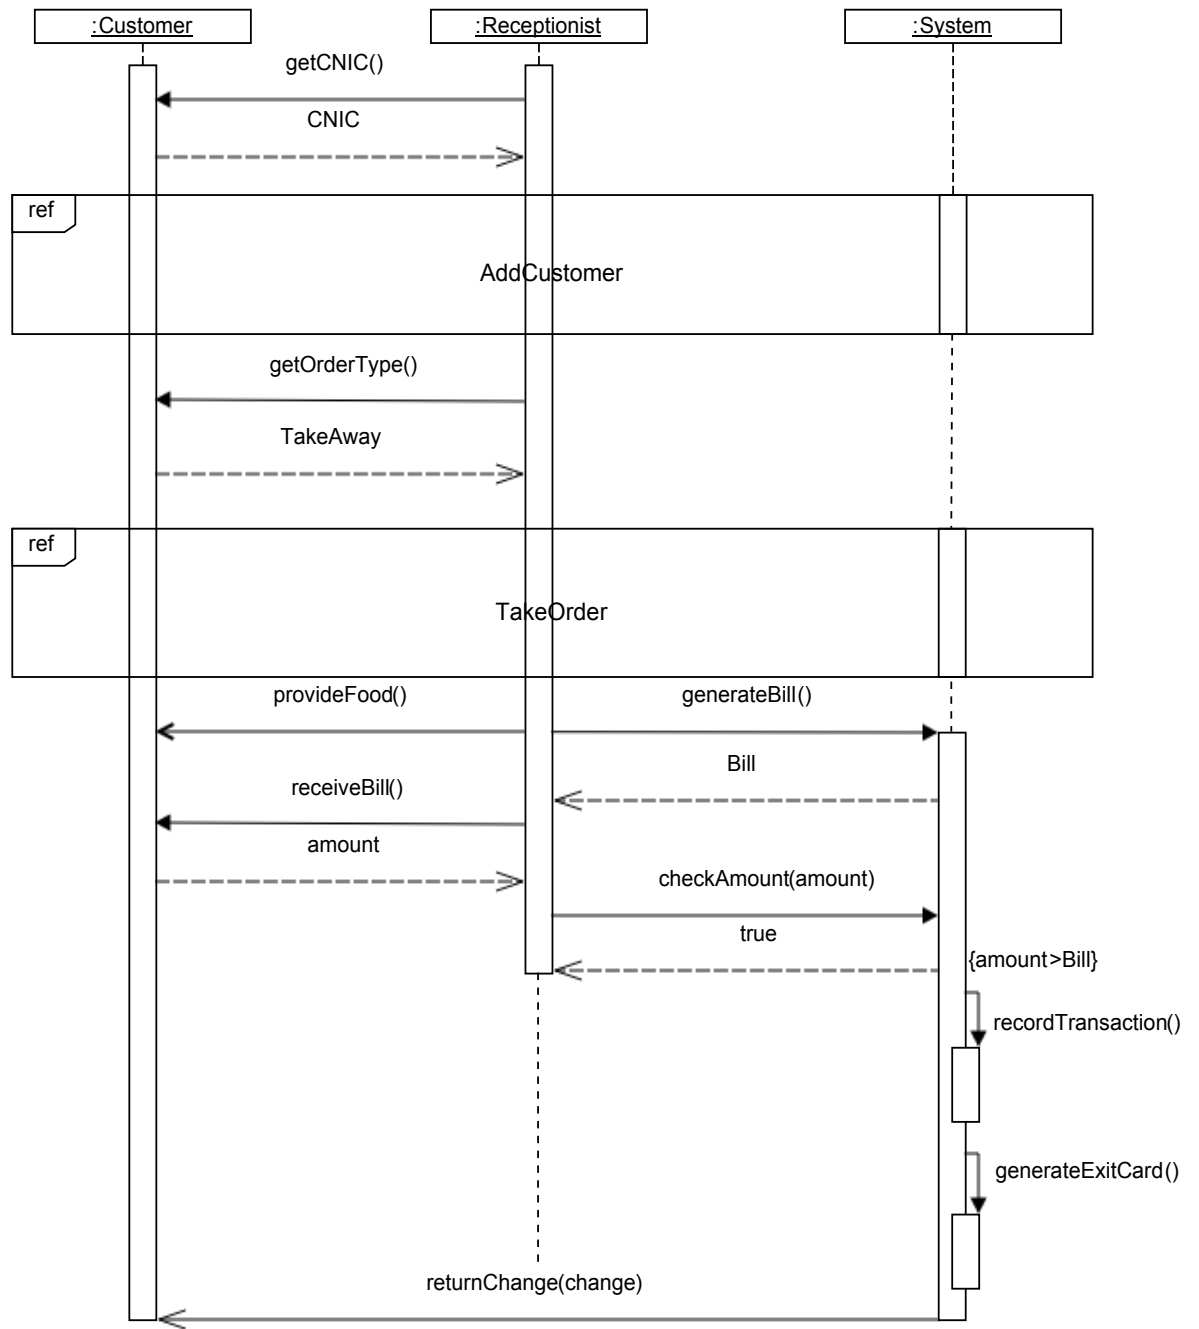 :Customer
:Receptionist
:System
getCNIC()
CNIC
ref
AddCustomer
getOrderType()
TakeAway
ref
TakeOrder
provideFood()
generateBill()
Bill
receiveBill()
amount
checkAmount(amount)
true
{amount>Bill}
recordTransaction()
generateExitCard()
returnChange(change)